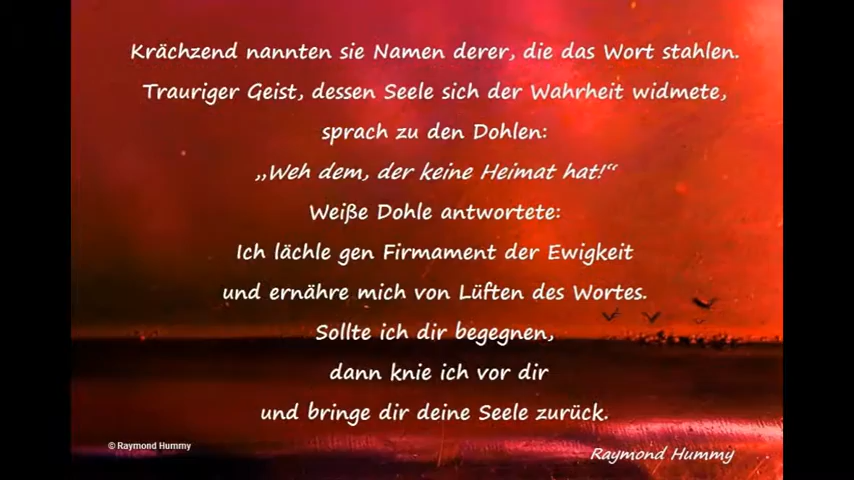 Krächzend nannten sie Namen derer, die das Wort stahlen.
Trauriger Geist, dessen Seele sich der Wahrheit widmete,
sprach zu den Dohlen:
„Weh dem, der keine Heimat hat!“
Weiße Dohle antwortete:
Ich lächle gen Firmament der Ewigkeit
und ernähre mich von Lüften des Wortes.
Sollte ich dir begegnen,
dann knie ich vor dir
und bringe dir deine Seele zurück.
© Raymond Hummy
Raymond Hummy